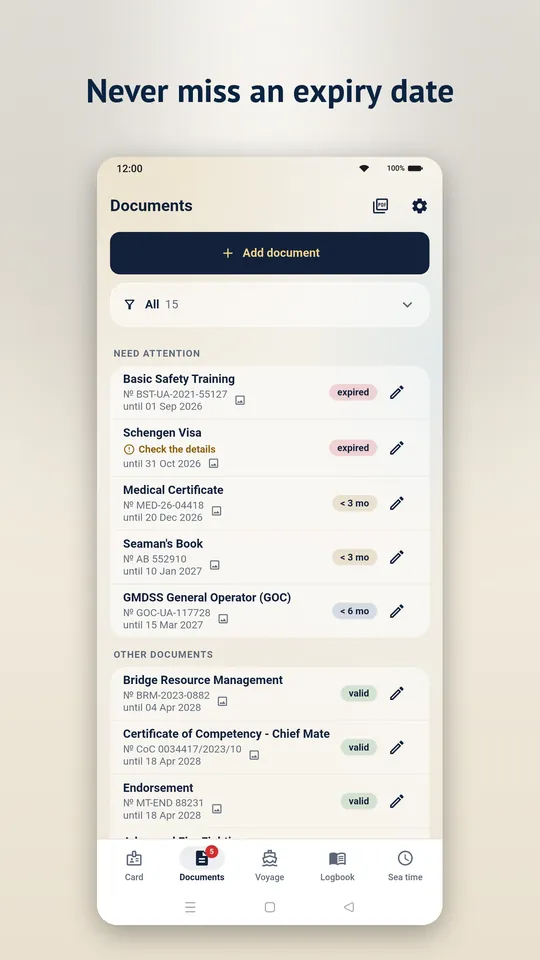 Never miss an expiry date
12:00
100%
Documents
PDF
+ Add document
All 15
NEED ATTENTION
Basic Safety Training
№ BST-UA-2021-55127
until 01 Sep 2026
expired
Schengen Visa
Check the details
until 31 Oct 2026
expired
Medical Certificate
№ MED-26-04418
until 20 Dec 2026
< 3 mo
Seaman's Book
№ AB 552910
until 10 Jan 2027
< 3 mo
GMDSS General Operator (GOC)
№ GOC-UA-117728
until 15 Mar 2027
< 6 mo
OTHER DOCUMENTS
Bridge Resource Management
№ BRM-2023-0882
until 04 Apr 2028
valid
Certificate of Competency - Chief Mate
№ CoC 0034417/2023/10
until 18 Apr 2028
valid
Endorsement
№ MT-END 88231
until 18 Apr 2028
valid
5
Card
Documents
Voyage
Logbook
Sea time